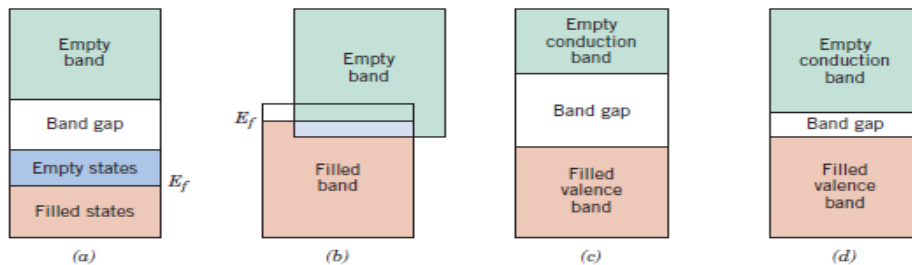 Empty
band
Band gap
Empty states
E_f
Filled states
(a)
Empty
band
E_f
Filled
band
(b)
Empty
conduction
band
Band gap
Filled
valence
band
(c)
Empty
conduction
band
Band gap
Filled
valence
band
(d)